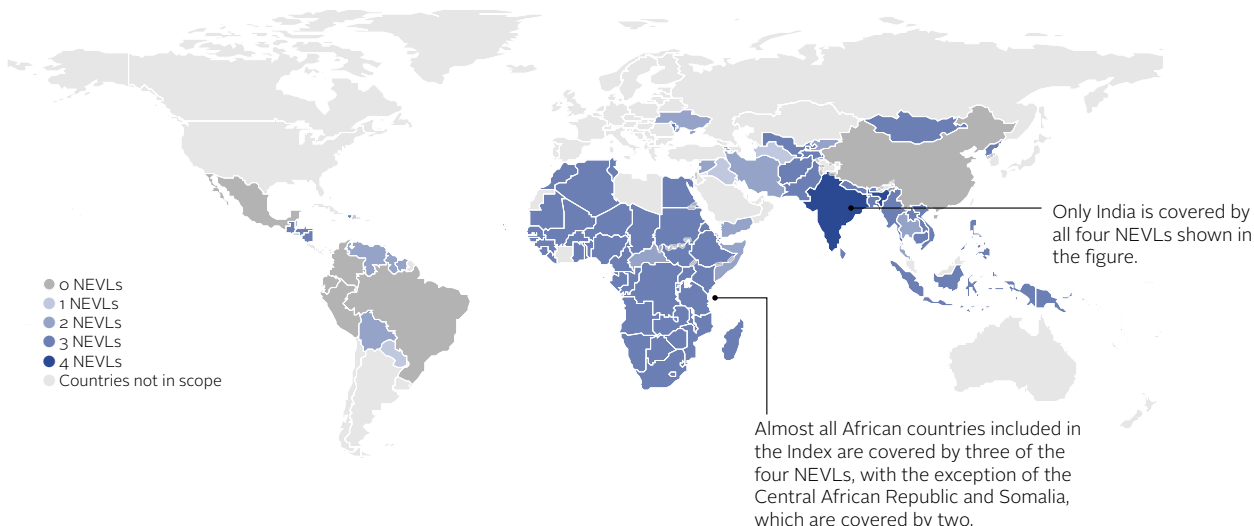 Only India is covered by
all four NEVLs shown in
the figure.
0 NEVLs
1 NEVLs
2 NEVLs
3 NEVLs
4 NEVLs
Countries not in scope
Almost all African countries included in
the Index are covered by three of the
four NEVLs, with the exception of the
Central African Republic and Somalia,
which are covered by two.